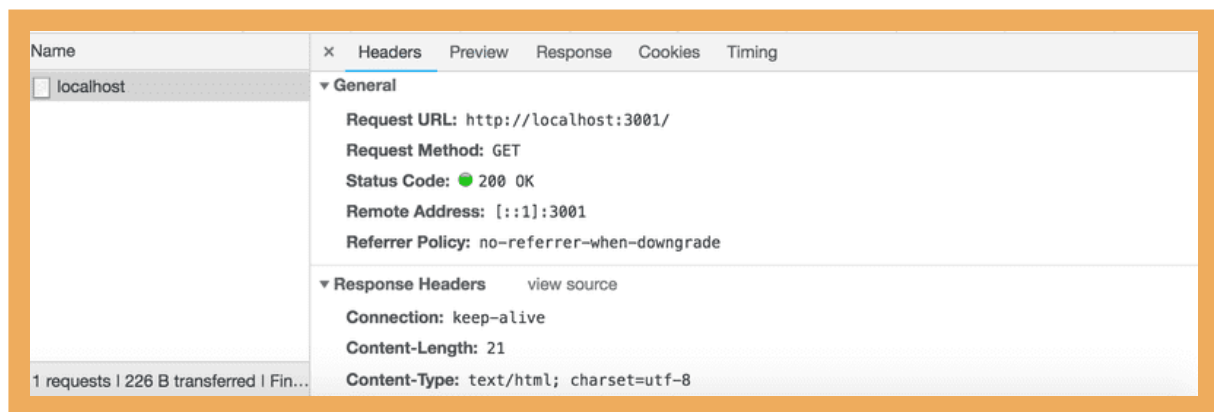 Name
× Headers Preview Response Cookies Timing
localhost
▼ General
Request URL: http://localhost:3001/
Request Method: GET
Status Code: 200 OK
Remote Address: [::1]:3001
Referrer Policy: no-referrer-when-downgrade
▼ Response Headers view source
Connection: keep-alive
Content-Length: 21
Content-Type: text/html; charset=utf-8
1 requests | 226 B transferred | Fin...